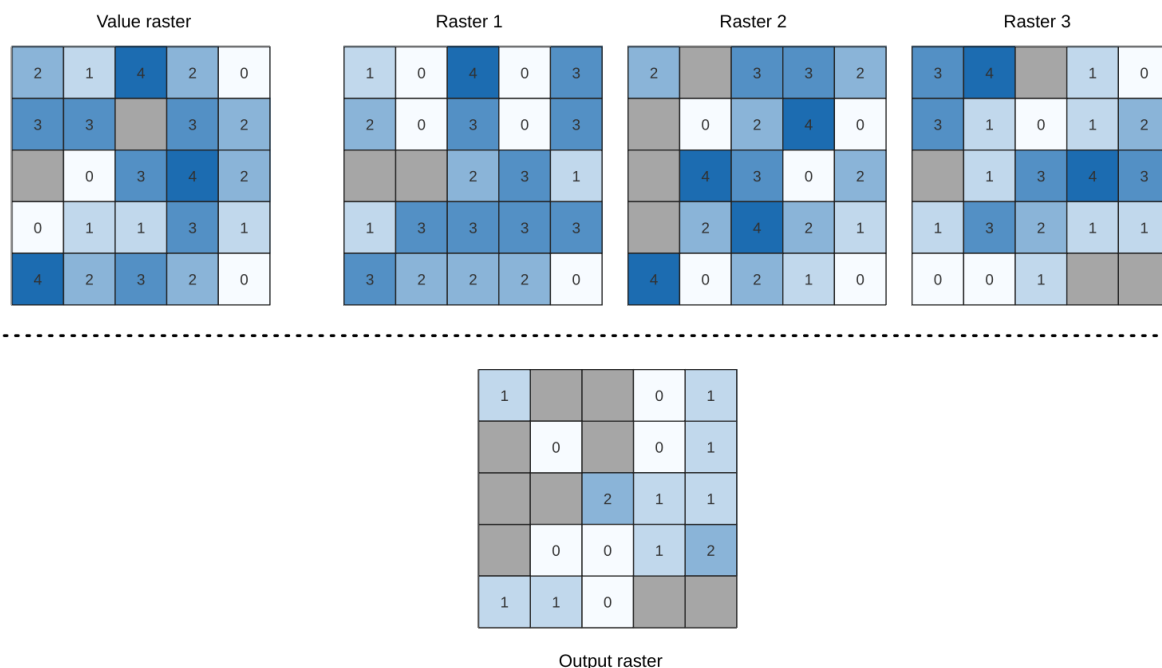 Value raster Raster 1 Raster 2 Raster 3
2 1 4 2 0 1 0 4 0 3 2 3 3 2 3 4 1 0
3 3 3 2 2 0 3 0 3 0 2 4 0 3 1 0 1 2
0 3 4 2 2 3 1 4 3 0 2 1 3 4 3
0 1 1 3 1 1 3 3 3 3 2 4 2 1 1 3 2 1 1
4 2 3 2 0 3 2 2 2 0 4 0 2 1 0 0 0 1
1 0 1
0 0 1
2 1 1
0 0 1 2
1 1 0
Output raster